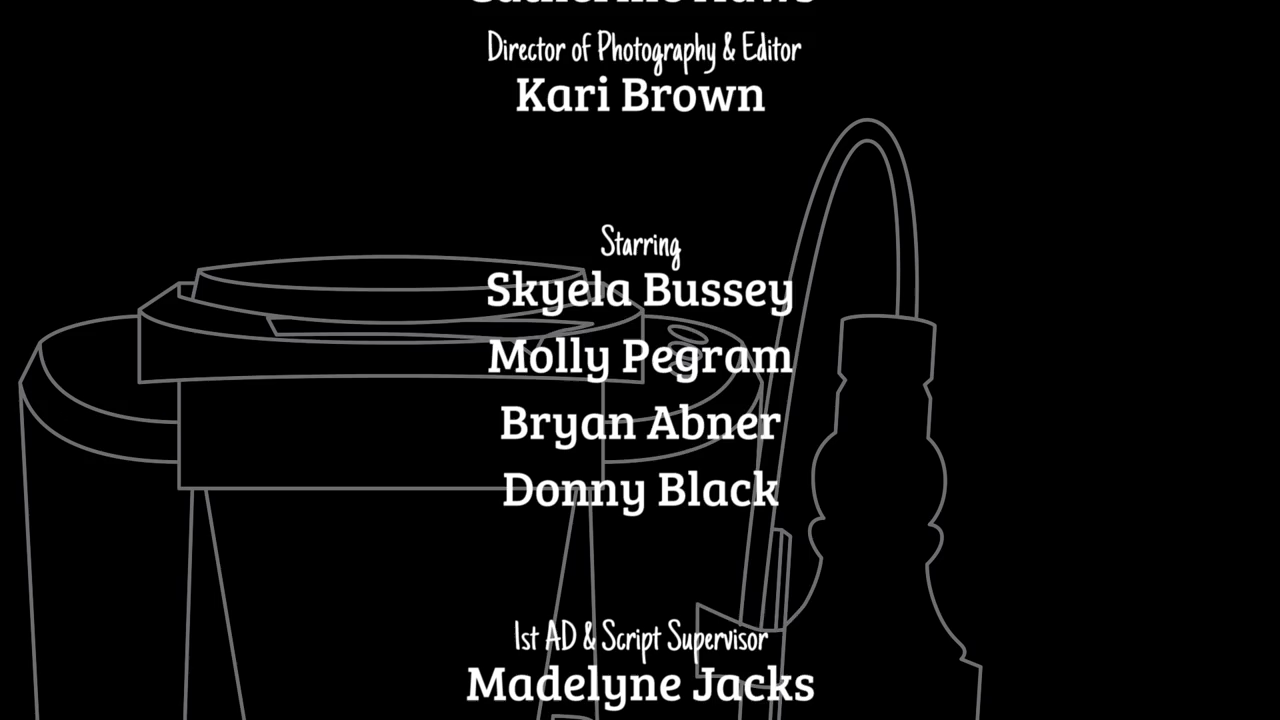 Director of Photography & Editor
Kari Brown
Starring
Skyela Bussey
Molly Pegram
Bryan Abner
Donny Black
1st AD & Script Supervisor
Madelyne Jacks